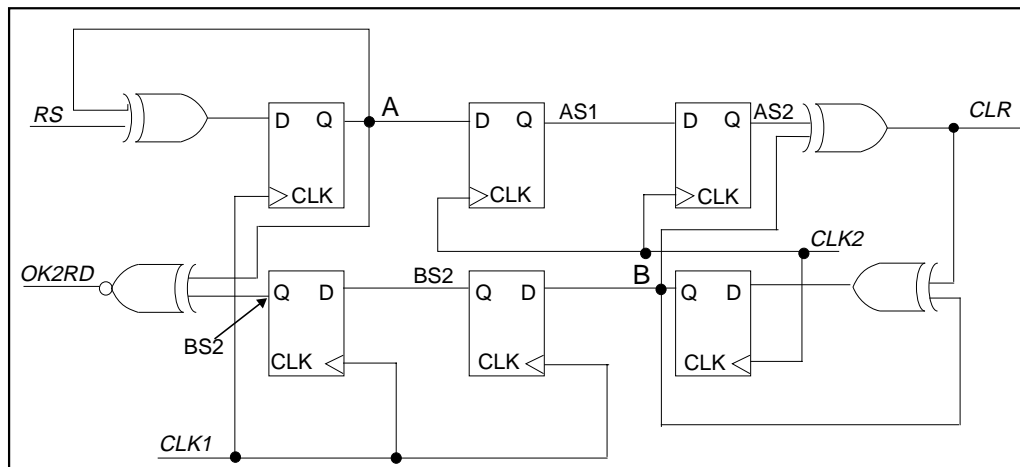 A
RS
D Q
CLK
D Q
CLK
AS1
D Q
CLK
AS2
CLR
CLK2
OK2RD
B
BS2
Q D
CLK
BS2
Q D
CLK
Q D
CLK
CLK1